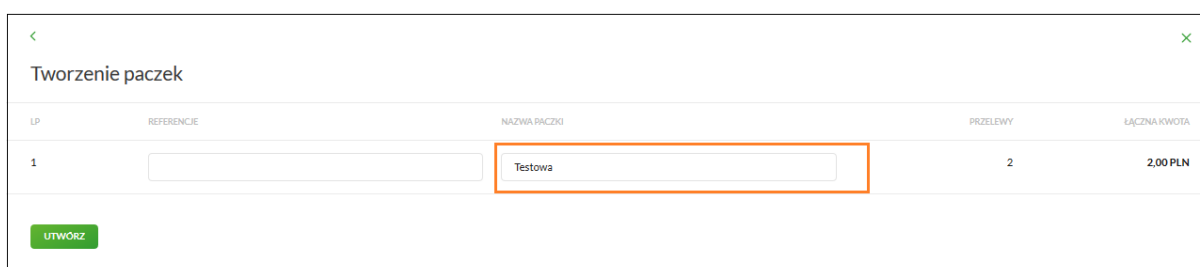 Tworzenie paczek
LP REFERENCJE NAZWA PACZKI PRZELEWY ŁĄCZNA KWOTA
1 Testowa 2 2,00 PLN
UTWÓRZ